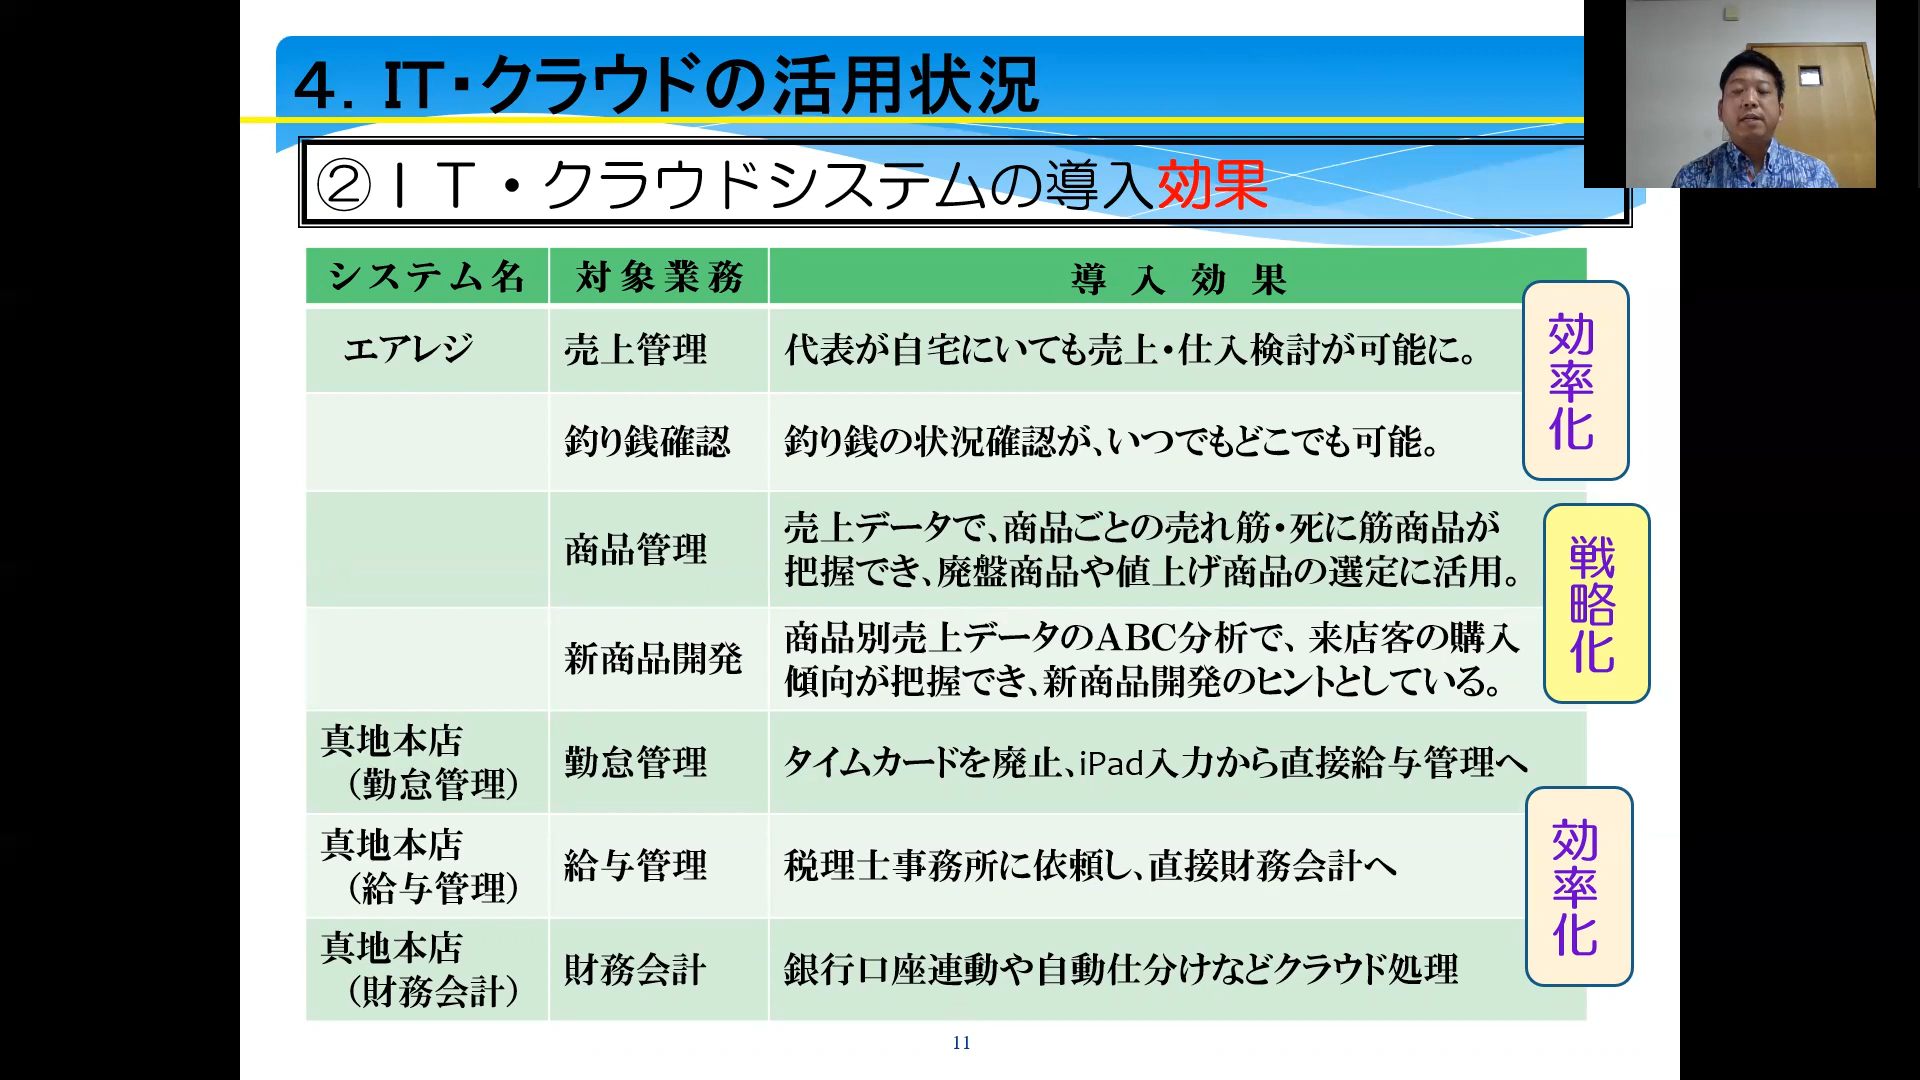 ４．IT・クラウドの活用状況
②ＩＴ・クラウドシステムの導入効果
システム名 対象業務 導入効果
エアレジ 売上管理 代表が自宅にいても売上・仕入検討が可能に。
釣り銭確認 釣り銭の状況確認が、いつでもどこでも可能。
効率化
商品管理 売上データで、商品ごとの売れ筋・死に筋商品が
把握でき、廃盤商品や値上げ商品の選定に活用。
新商品開発 商品別売上データのABC分析で、来店客の購入
傾向が把握でき、新商品開発のヒントとしている。
戦略化
真地本店
（勤怠管理） 勤怠管理 タイムカードを廃止、iPad入力から直接給与管理へ
真地本店
（給与管理） 給与管理 税理士事務所に依頼し、直接財務会計へ
真地本店
（財務会計） 財務会計 銀行口座連動や自動仕分けなどクラウド処理
効率化
11